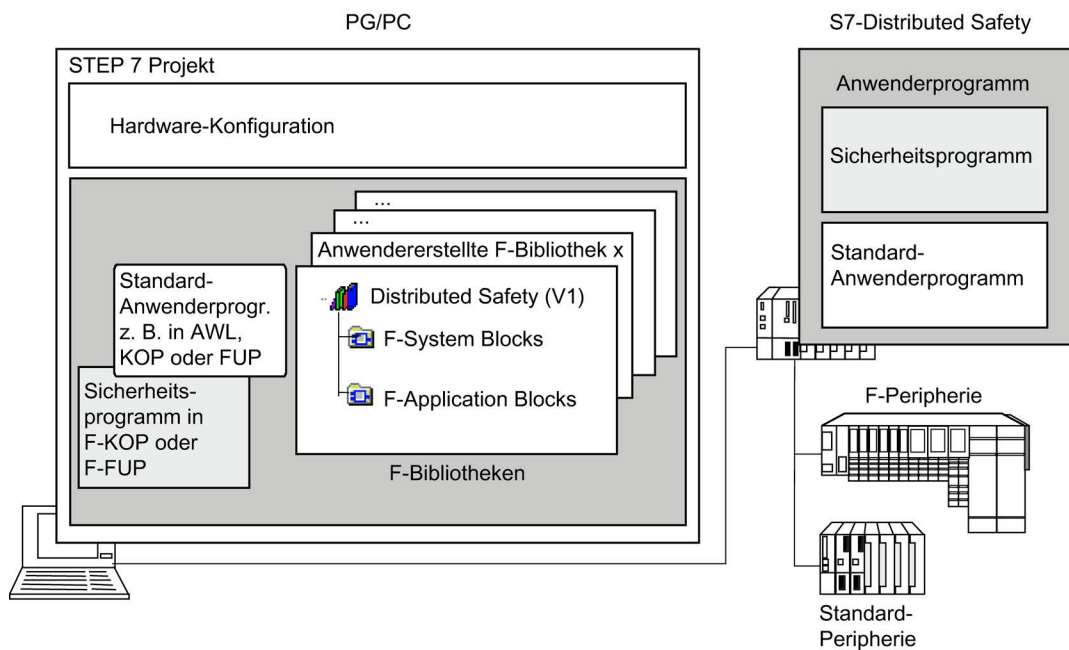 PG/PC
S7-Distributed Safety
STEP 7 Projekt
Hardware-Konfiguration
...
...
Anwendererstellte F-Bibliothek x
Distributed Safety (V1)
F-System Blocks
F-Application Blocks
F-Bibliotheken
Standard-
Anwenderprogr.
z. B. in AWL,
KOP oder FUP
Sicherheits-
programm in
F-KOP oder
F-FUP
Anwenderprogramm
Sicherheitsprogramm
Standard-
Anwenderprogramm
F-Peripherie
Standard-
Peripherie